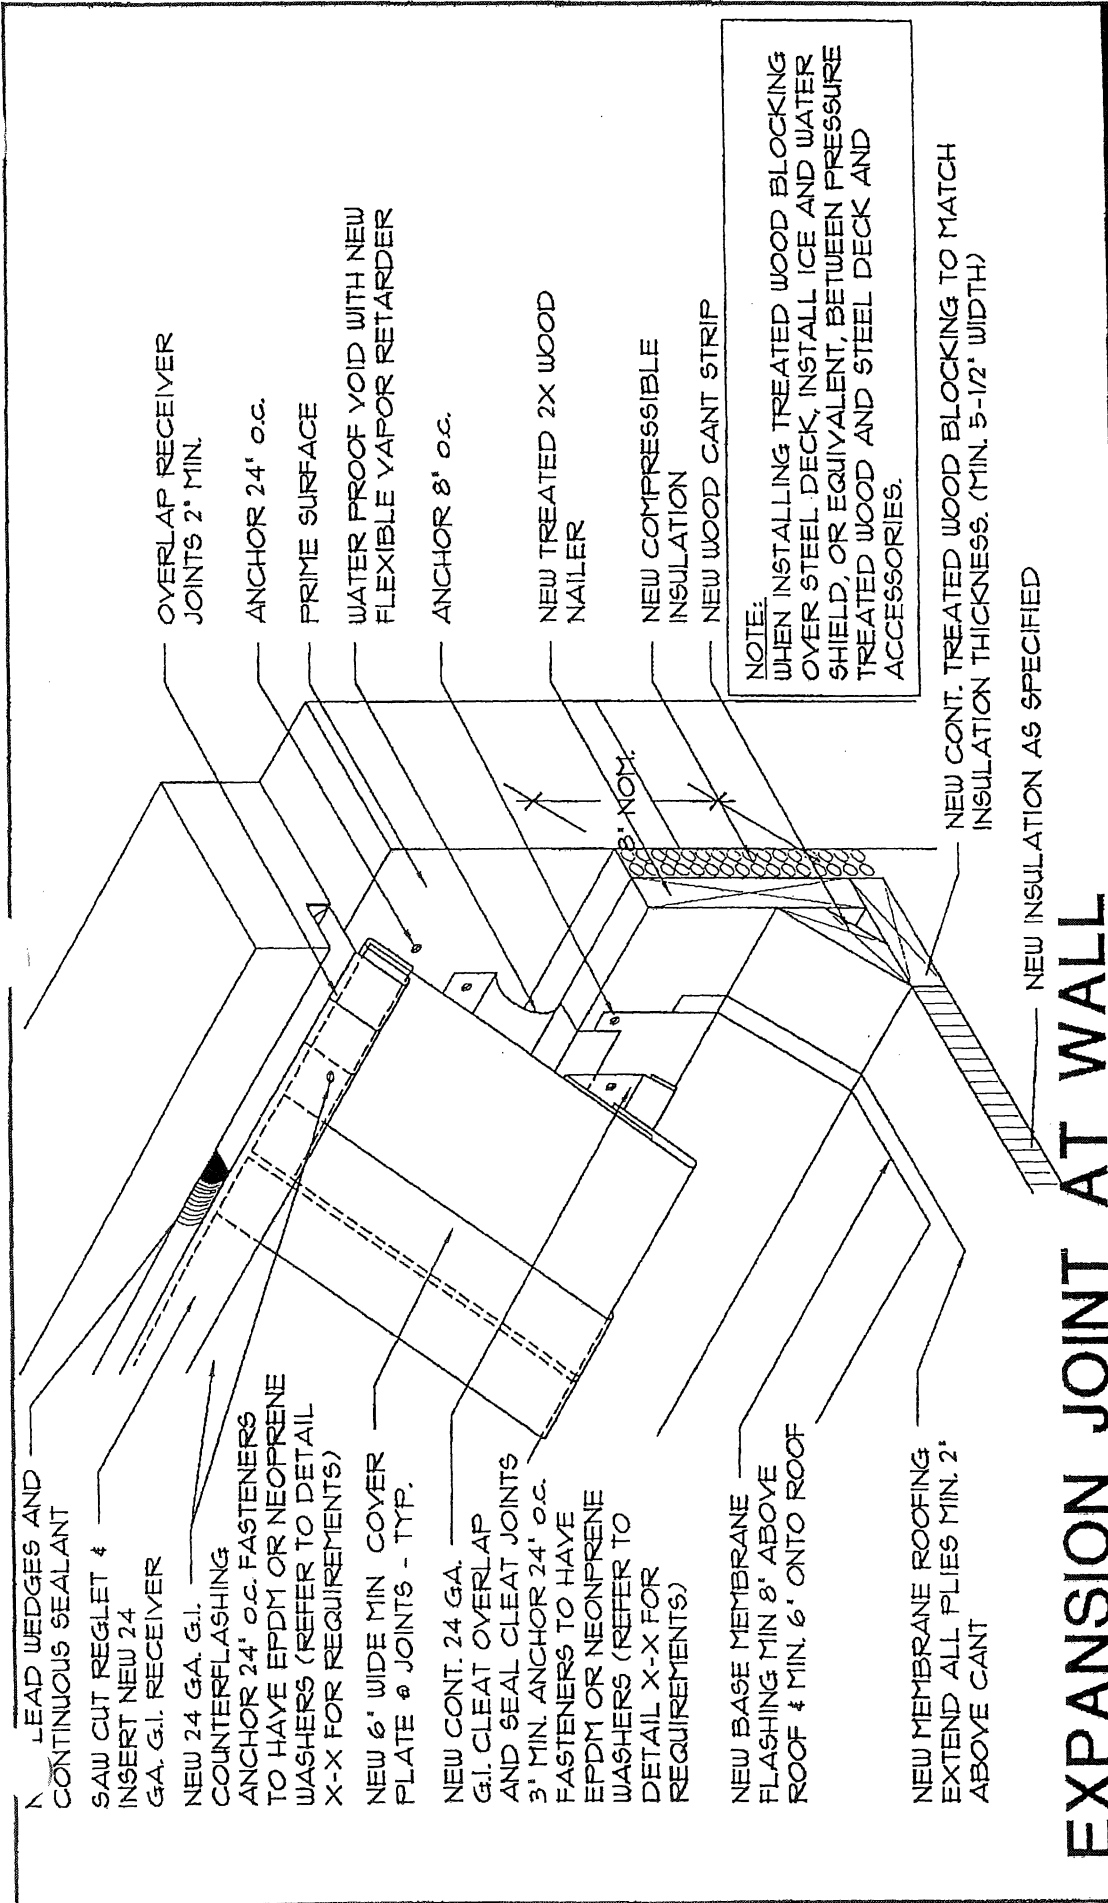 LEAD WEDGES AND
CONTINUOUS SEALANT
SAW CUT REGLET &
INSERT NEW 24
GA. G.I. RECEIVER
NEW 24 GA. G.I.
COUNTERFLASHING
ANCHOR 24" O.C. FASTENERS
TO HAVE EPDM OR NEOPRENE
WASHERS (REFER TO DETAIL
X-X FOR REQUIREMENTS)
NEW 6" WIDE MIN COVER
PLATE @ JOINTS - TYP.
NEW CONT. 24 GA.
G.I. CLEAT OVERLAP
AND SEAL CLEAT JOINTS
3" MIN. ANCHOR 24" O.C.
FASTENERS TO HAVE
EPDM OR NEONPRENE
WASHERS (REFER TO
DETAIL X-X FOR
REQUIREMENTS)
NEW BASE MEMBRANE
FLASHING MIN 8" ABOVE
ROOF & MIN. 6" ONTO ROOF
NEW MEMBRANE ROOFING
EXTEND ALL PLIES MIN. 2"
ABOVE CANT
OVERLAP RECEIVER
JOINTS 2" MIN.
ANCHOR 24" O.C.
PRIME SURFACE
WATER PROOF VOID WITH NEW
FLEXIBLE VAPOR RETARDER
ANCHOR 8" O.C.
NEW TREATED 2X WOOD
NAILER
8" NOM.
NEW COMPRESSIBLE
INSULATION
NEW WOOD CANT STRIP
NOTE:
WHEN INSTALLING TREATED WOOD BLOCKING
OVER STEEL DECK, INSTALL ICE AND WATER
SHIELD, OR EQUIVALENT, BETWEEN PRESSURE
TREATED WOOD AND STEEL DECK AND
ACCESSORIES.
NEW CONT. TREATED WOOD BLOCKING TO MATCH
INSULATION THICKNESS. (MIN. 5-1/2" WIDTH)
NEW INSULATION AS SPECIFIED
EXPANSION JOINT AT WALL